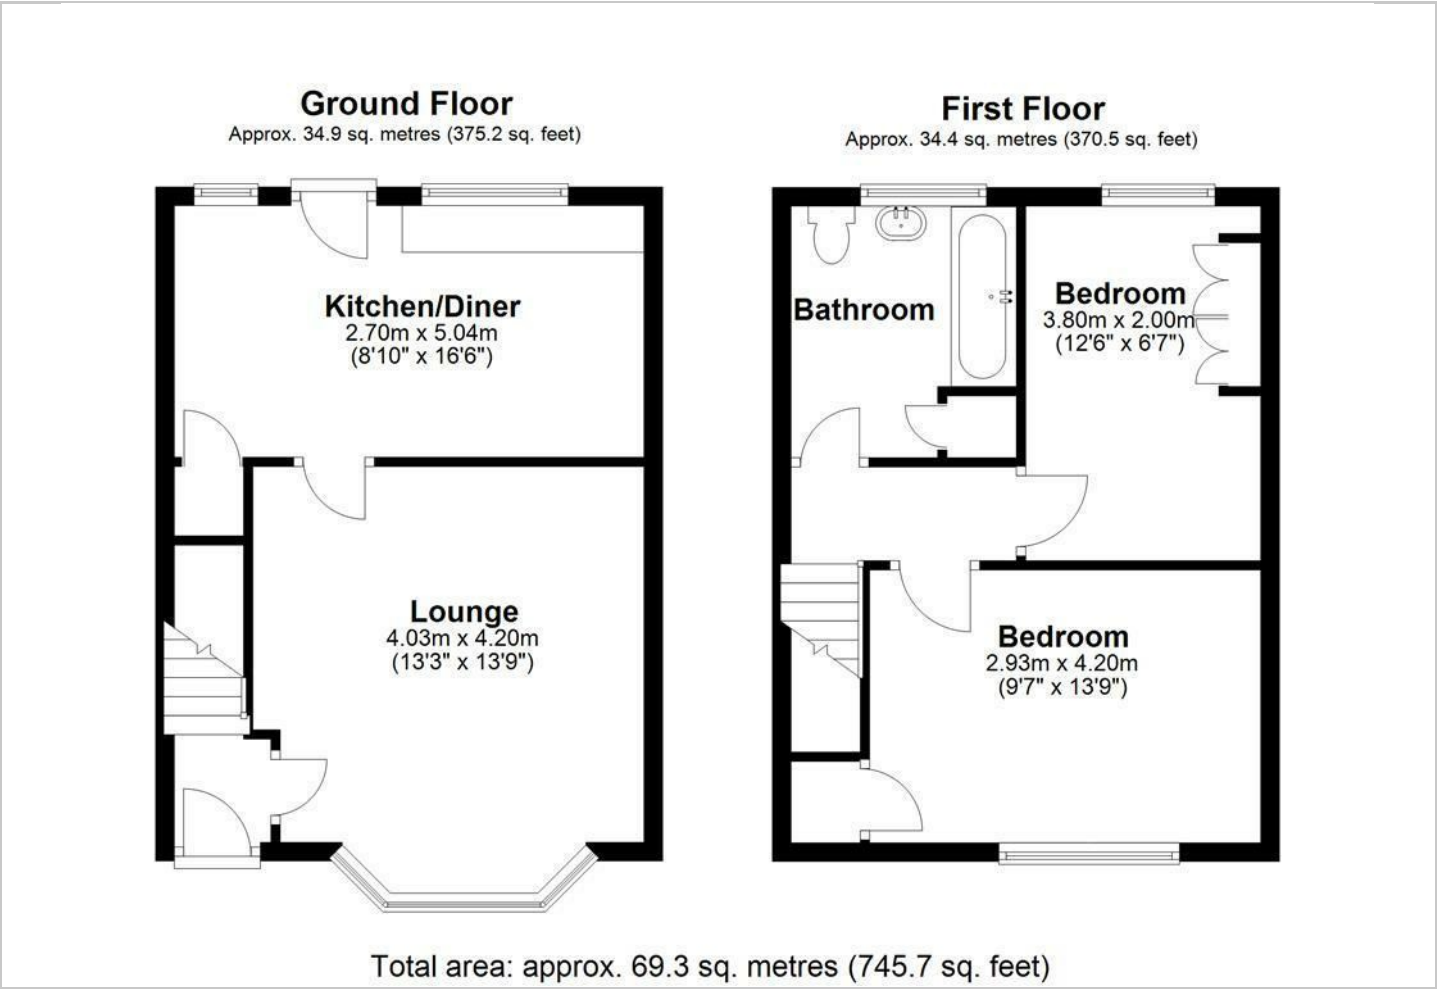 Ground Floor
Approx. 34.9 sq. metres (375.2 sq. feet)
Kitchen/Diner
2.70m x 5.04m
(8'10" x 16'6")
Lounge
4.03m x 4.20m
(13'3" x 13'9")
First Floor
Approx. 34.4 sq. metres (370.5 sq. feet)
Bathroom
Bedroom
3.80m x 2.00m
(12'6" x 6'7")
Bedroom
2.93m x 4.20m
(9'7" x 13'9")
Total area: approx. 69.3 sq. metres (745.7 sq. feet)